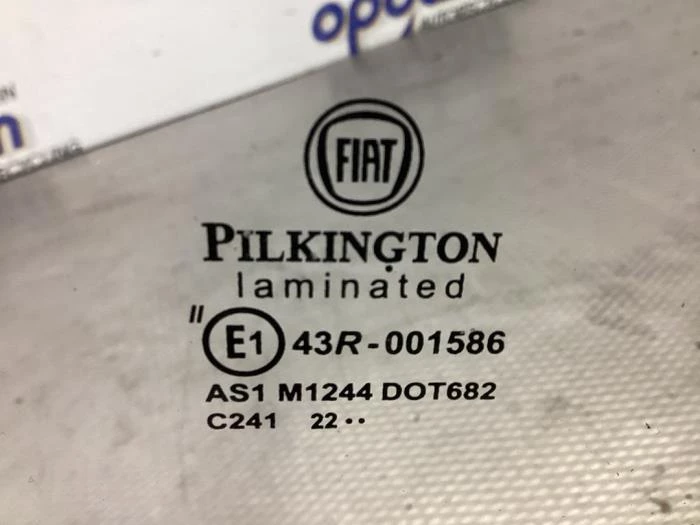 FIAT
PILKINGTON
laminated
II
E1 43R-001586
AS1 M1244 DOT682
C241 22 ••